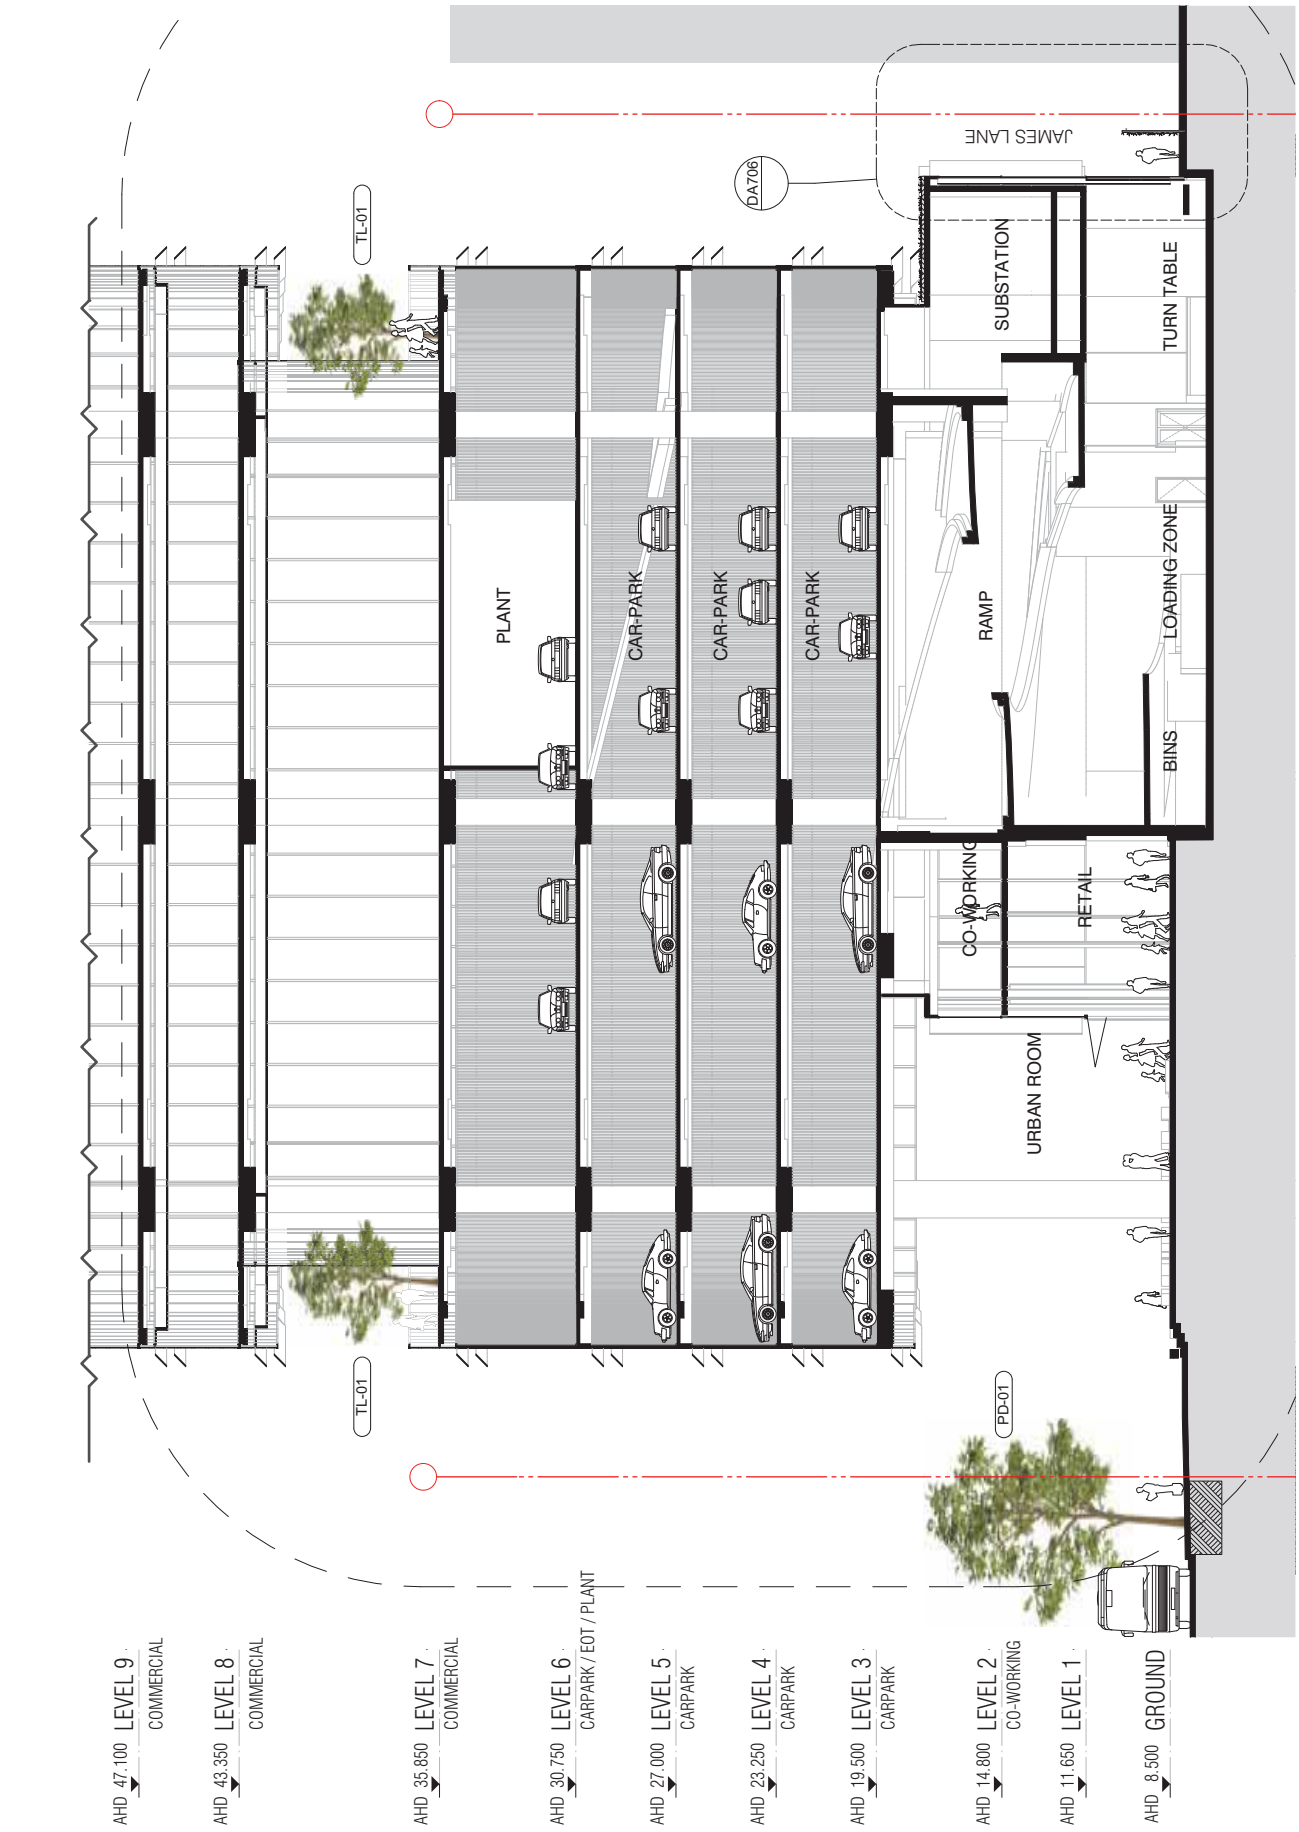 AHD 47.100 LEVEL 9
COMMERCIAL
AHD 43.350 LEVEL 8
COMMERCIAL
AHD 35.850 LEVEL 7
COMMERCIAL
AHD 30.750 LEVEL 6
CARPARK / EOT / PLANT
AHD 27.000 LEVEL 5
CARPARK
AHD 23.250 LEVEL 4
CARPARK
AHD 19.500 LEVEL 3
CARPARK
AHD 14.800 LEVEL 2
CO-WORKING
AHD 11.650 LEVEL 1
AHD 8.500 GROUND
TL-01
TL-01
PLANT
CAR-PARK
CAR-PARK
CAR-PARK
DA706
JAMES LANE
PD-01
URBAN ROOM
CO-WORKING
RETAIL
RAMP
SUBSTATION
BINS
LOADING ZONE
TURN TABLE